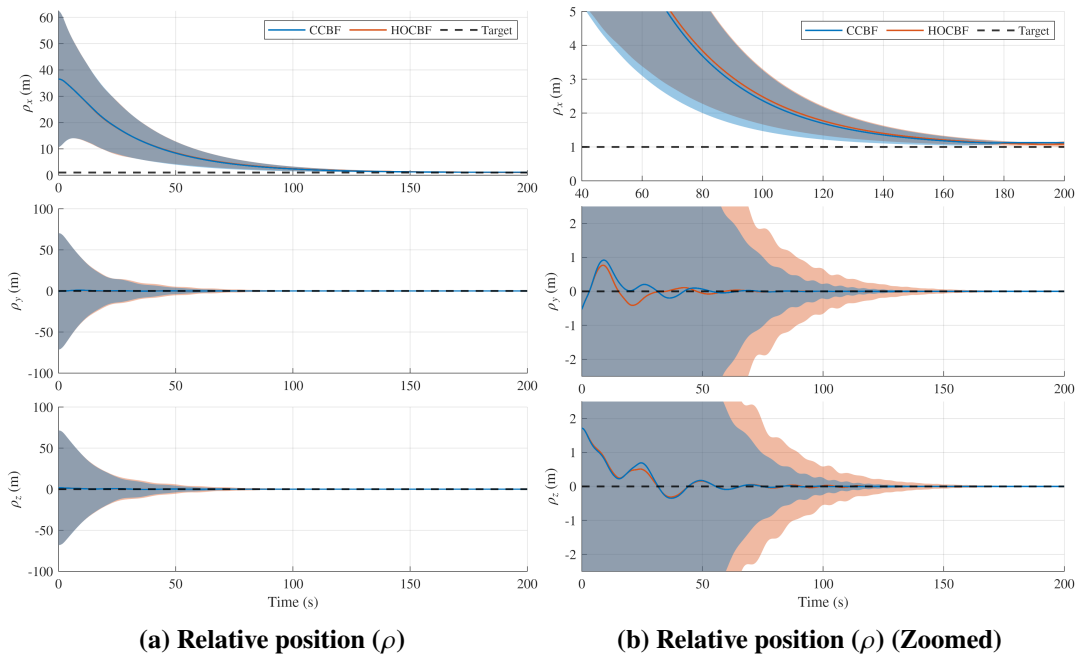 CCBF HOCBF Target
60
50
40
30
20
10
0
ρx (m)
0 50 100 150 200
100
50
0
-50
-100
ρy (m)
0 50 100 150 200
100
50
0
-50
-100
ρz (m)
0 50 100 150 200
Time (s)
(a) Relative position (ρ)
CCBF HOCBF Target
5
4
3
2
1
0
ρx (m)
40 60 80 100 120 140 160 180 200
2
1
0
-1
-2
ρy (m)
0 50 100 150 200
2
1
0
-1
-2
ρz (m)
0 50 100 150 200
Time (s)
(b) Relative position (ρ) (Zoomed)